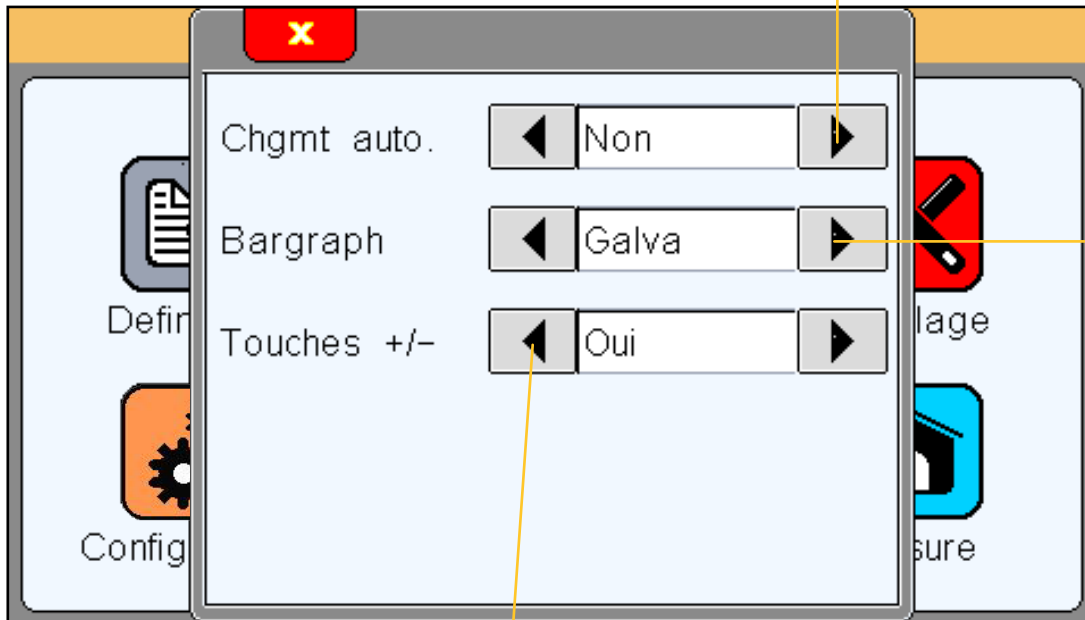 x
Chgmt auto. Non
Bargraph Galva
Touches +/- Oui
Defin
lage
Config
sure